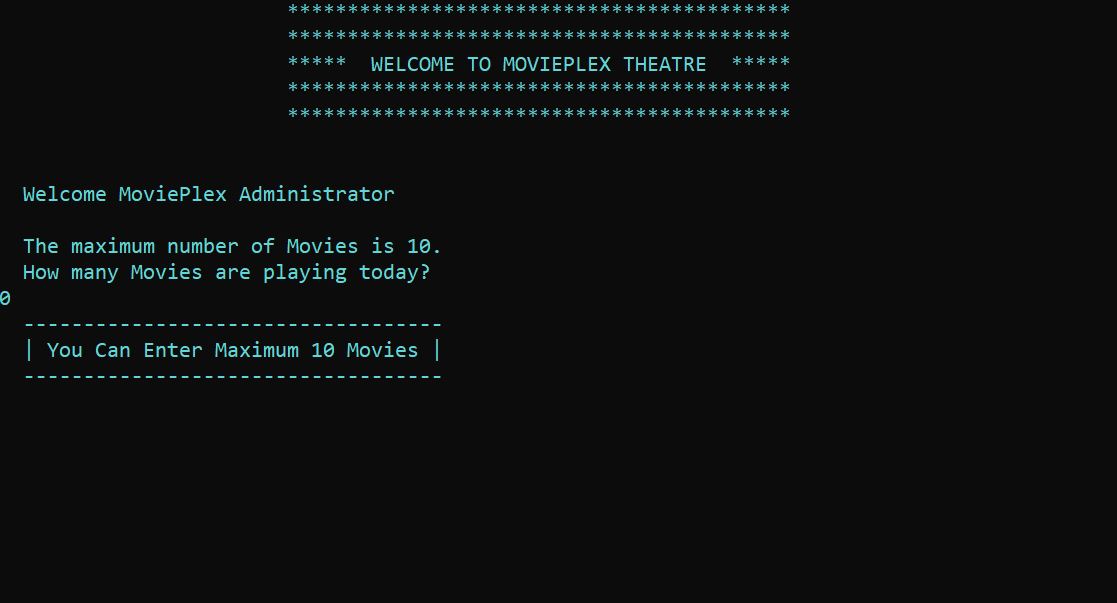 ******************************************
******************************************
*****  WELCOME TO MOVIEPLEX THEATRE  *****
******************************************
******************************************
Welcome MoviePlex Administrator
The maximum number of Movies is 10.
How many Movies are playing today?
0
-----------------------------------
| You Can Enter Maximum 10 Movies |
-----------------------------------